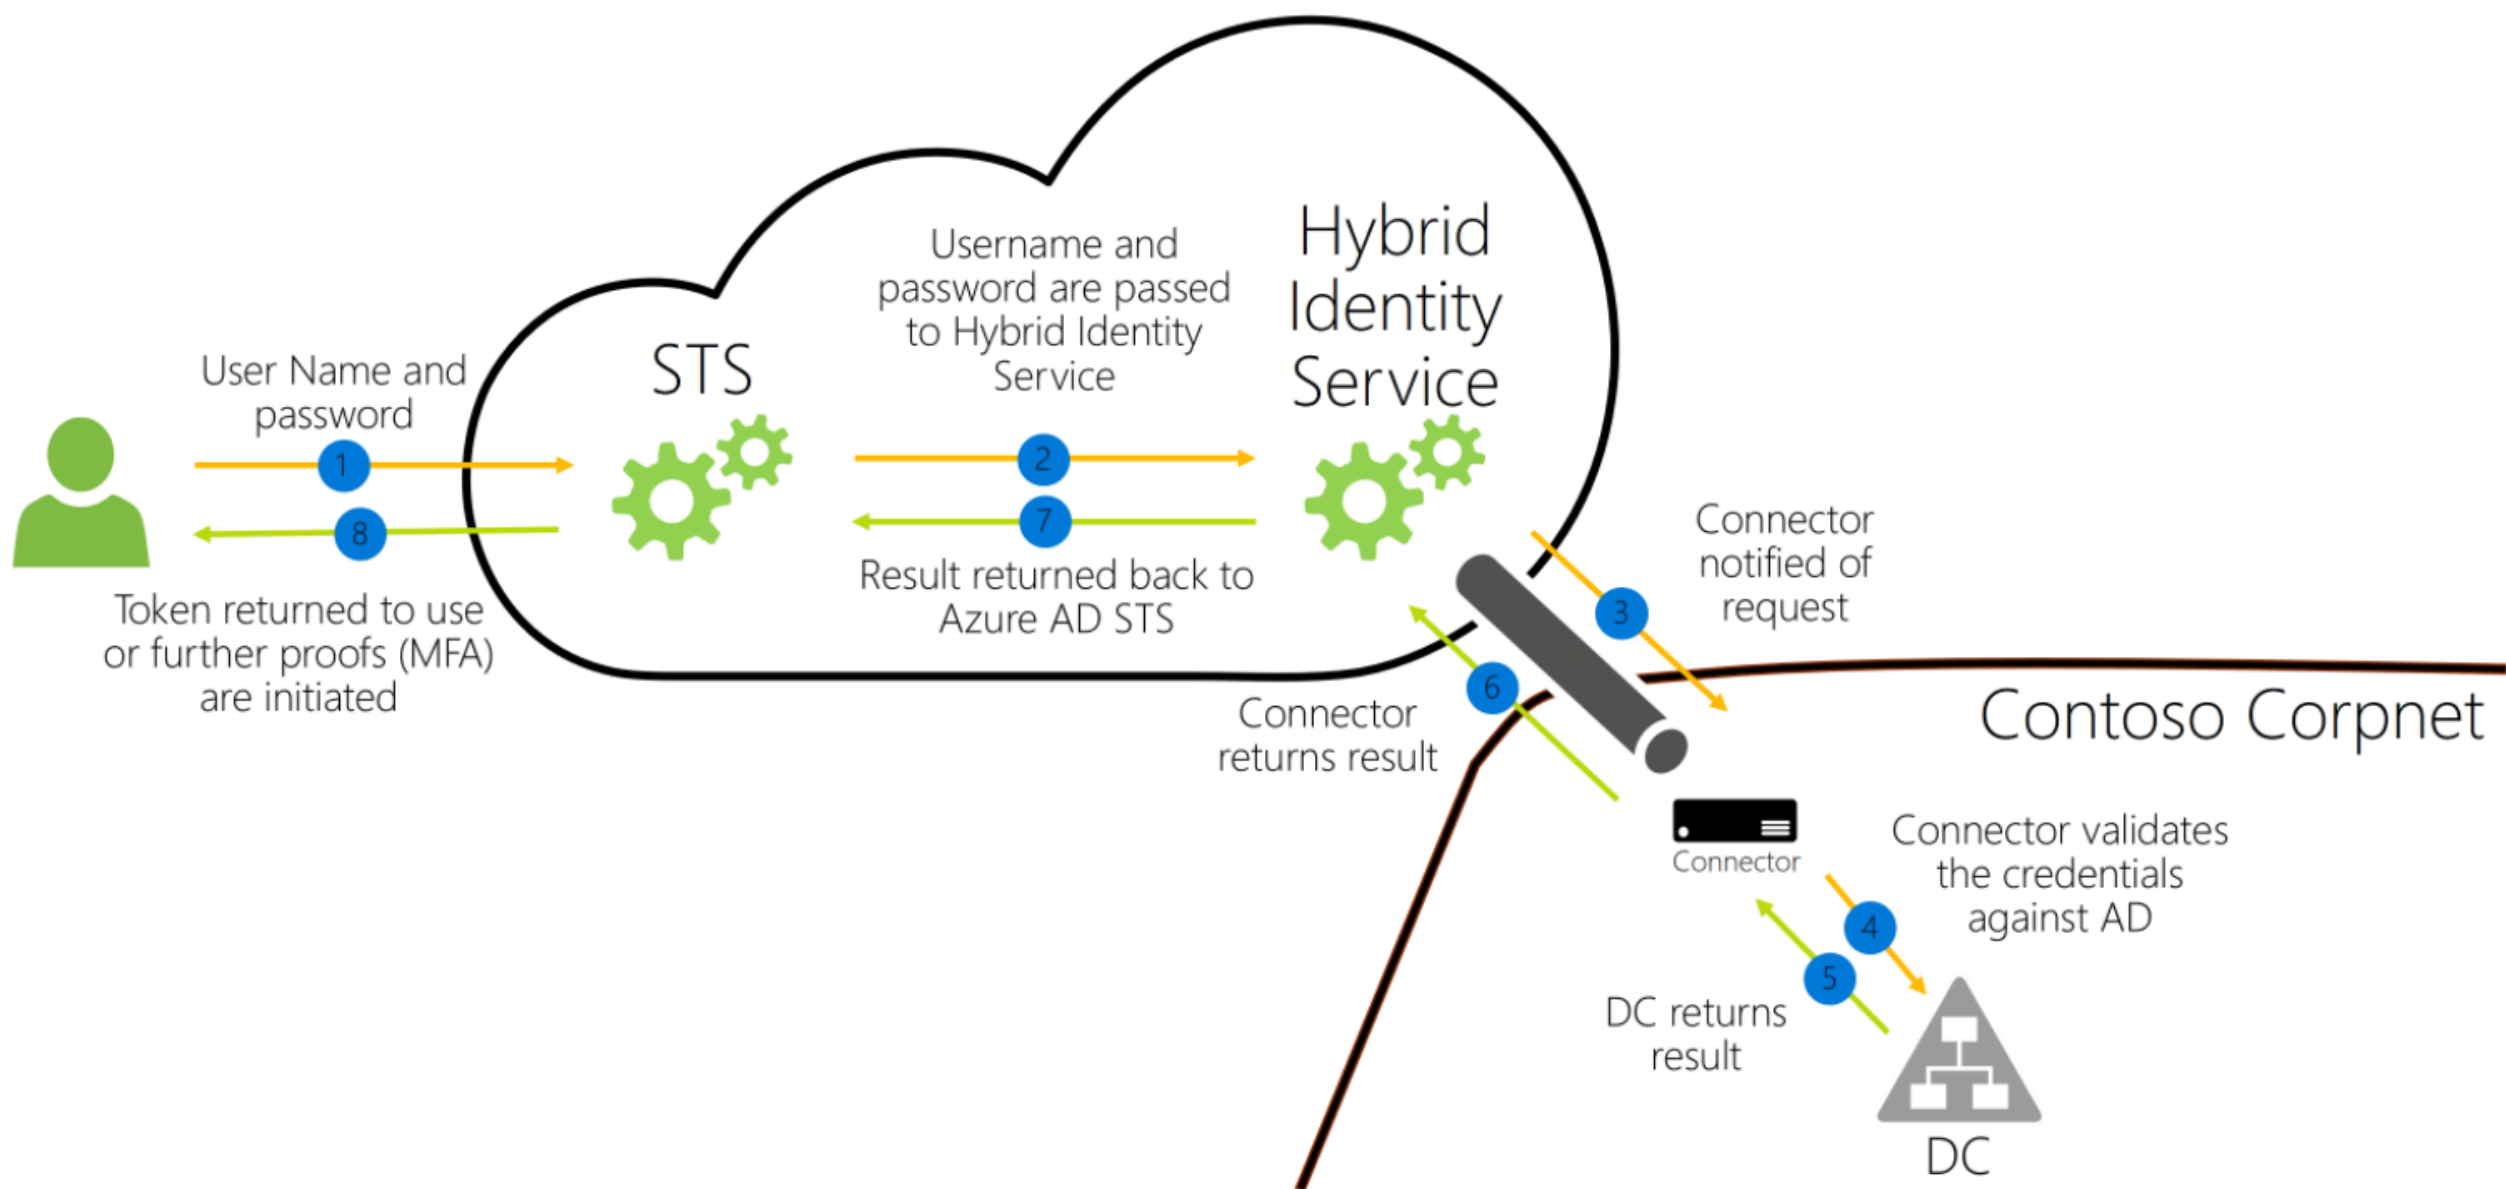 User Name and
password
1
8
Token returned to use
or further proofs (MFA)
are initiated
STS
Username and
password are passed
to Hybrid Identity
Service
2
7
Result returned back to
Azure AD STS
Hybrid
Identity
Service
Connector
notified of
request
3
6
Connector
returns result
Contoso Corpnet
Connector
Connector validates
the credentials
against AD
4
5
DC returns
result
DC